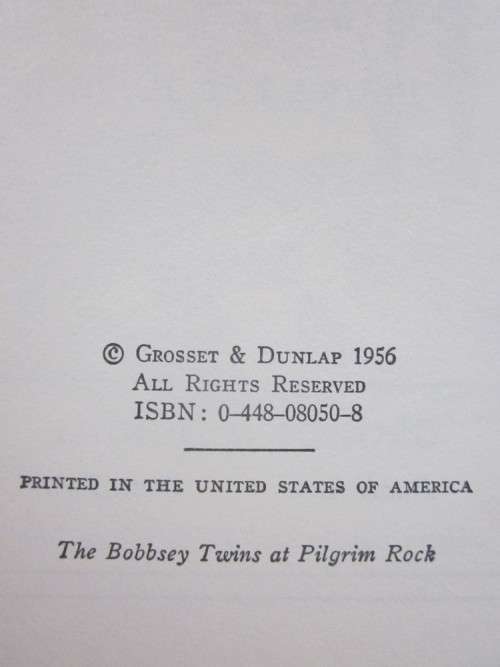 © Grosset & Dunlap 1956
All Rights Reserved
ISBN: 0-448-08050-8
PRINTED IN THE UNITED STATES OF AMERICA
The Bobbsey Twins at Pilgrim Rock